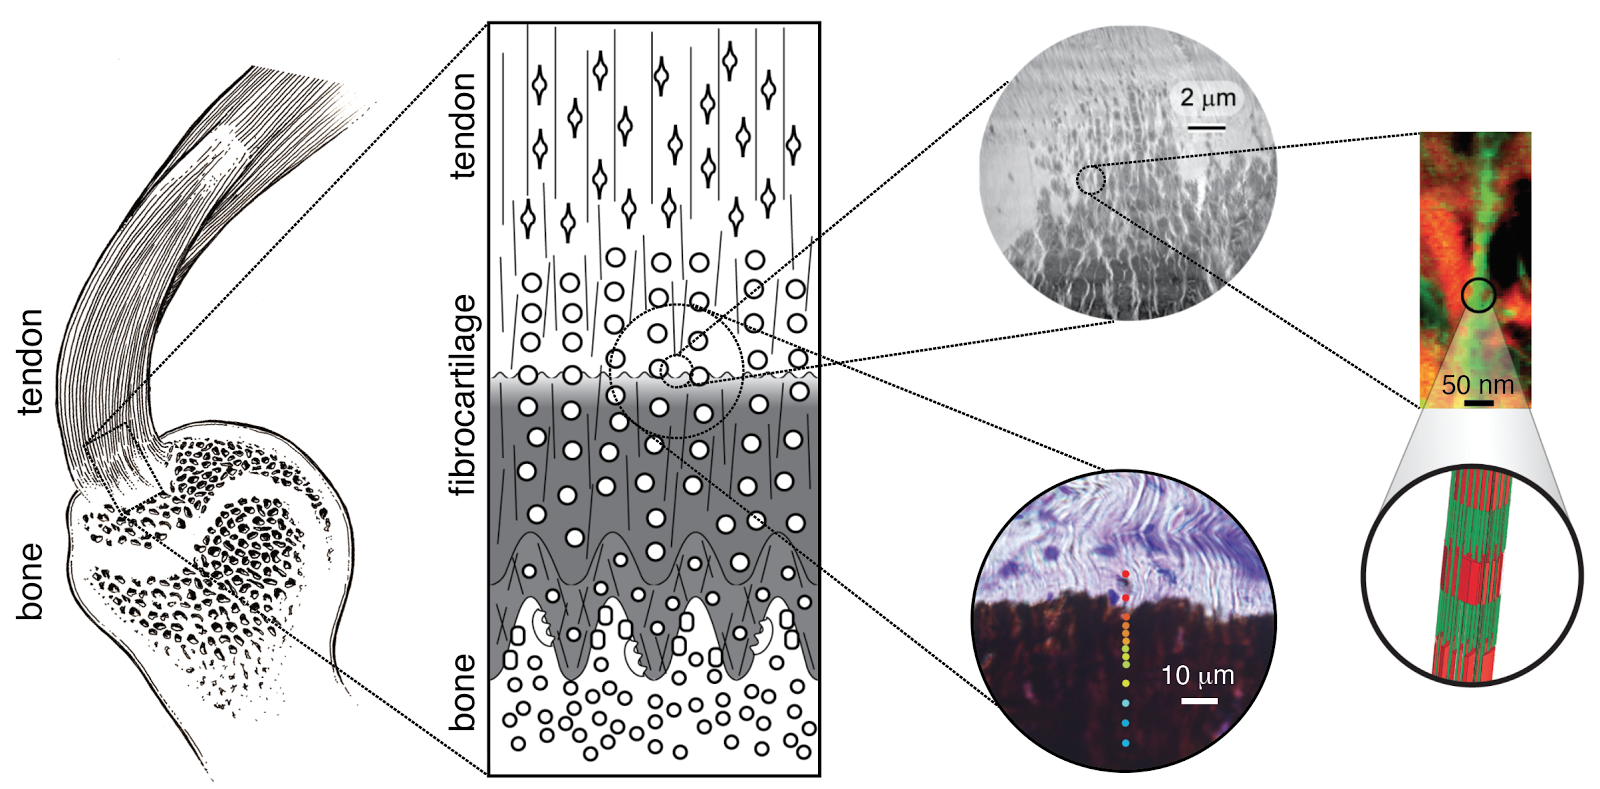 tendon
bone
tendon
fibrocartilage
bone
2 μm
10 μm
50 nm